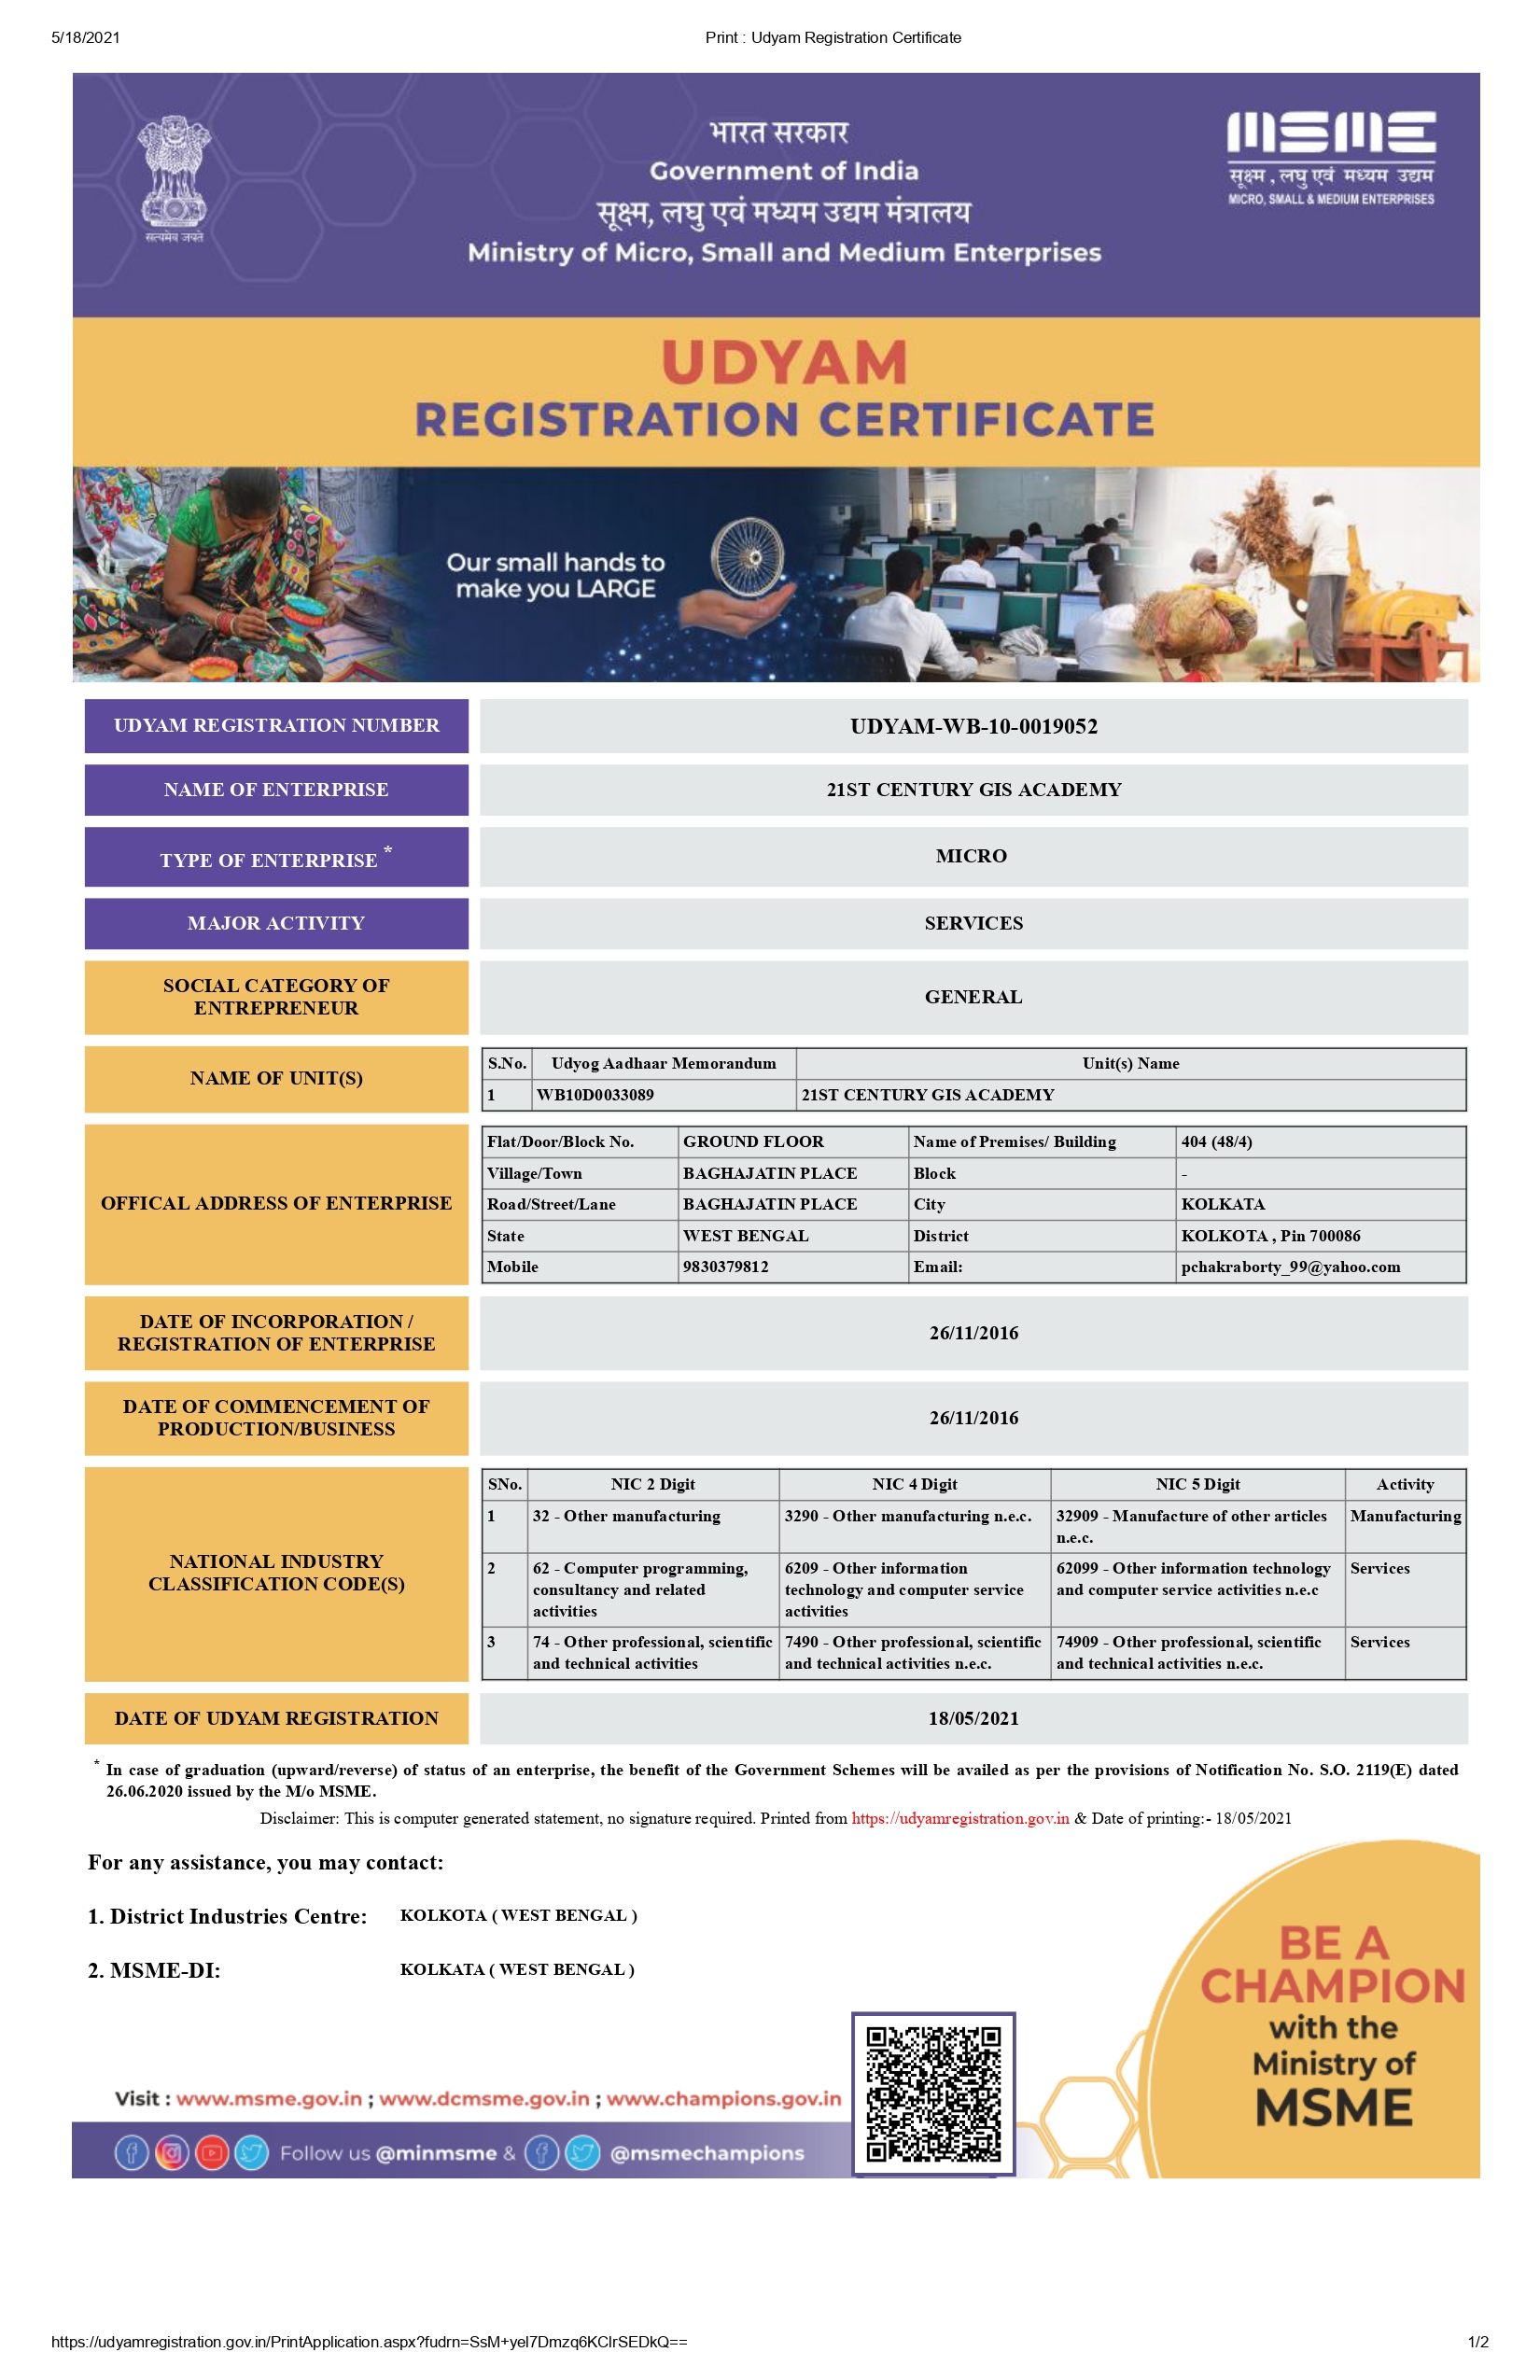 5/18/2021 Print : Udyam Registration Certificate
सत्यमेव जयते
भारत सरकार
Government of India
सूक्ष्म, लघु एवं मध्यम उद्यम मंत्रालय
Ministry of Micro, Small and Medium Enterprises
MSME
सूक्ष्म , लघु एवं मध्यम उद्यम
MICRO, SMALL & MEDIUM ENTERPRISES
UDYAM
REGISTRATION CERTIFICATE
Our small hands to
make you LARGE
UDYAM REGISTRATION NUMBER UDYAM-WB-10-0019052
NAME OF ENTERPRISE 21ST CENTURY GIS ACADEMY
TYPE OF ENTERPRISE * MICRO
MAJOR ACTIVITY SERVICES
SOCIAL CATEGORY OF
ENTREPRENEUR
GENERAL
NAME OF UNIT(S)
S.No. Udyog Aadhaar Memorandum Unit(s) Name
1 WB10D0033089 21ST CENTURY GIS ACADEMY
OFFICAL ADDRESS OF ENTERPRISE
Flat/Door/Block No. GROUND FLOOR Name of Premises/ Building 404 (48/4)
Village/Town BAGHAJATIN PLACE Block -
Road/Street/Lane BAGHAJATIN PLACE City KOLKATA
State WEST BENGAL District KOLKOTA , Pin 700086
Mobile 9830379812 Email: pchakraborty_99@yahoo.com
DATE OF INCORPORATION /
REGISTRATION OF ENTERPRISE
26/11/2016
DATE OF COMMENCEMENT OF
PRODUCTION/BUSINESS
26/11/2016
NATIONAL INDUSTRY
CLASSIFICATION CODE(S)
SNo. NIC 2 Digit NIC 4 Digit NIC 5 Digit Activity
1 32 - Other manufacturing 3290 - Other manufacturing n.e.c. 32909 - Manufacture of other articles Manufacturing
n.e.c.
2 62 - Computer programming, 6209 - Other information 62099 - Other information technology Services
consultancy and related technology and computer service and computer service activities n.e.c
activities activities
3 74 - Other professional, scientific 7490 - Other professional, scientific 74909 - Other professional, scientific Services
and technical activities and technical activities n.e.c. and technical activities n.e.c.
DATE OF UDYAM REGISTRATION 18/05/2021
* In case of graduation (upward/reverse) of status of an enterprise, the benefit of the Government Schemes will be availed as per the provisions of Notification No. S.O. 2119(E) dated
26.06.2020 issued by the M/o MSME.
Disclaimer: This is computer generated statement, no signature required. Printed from https://udyamregistration.gov.in & Date of printing:- 18/05/2021
For any assistance, you may contact:
1. District Industries Centre: KOLKOTA ( WEST BENGAL )
2. MSME-DI: KOLKATA ( WEST BENGAL )
BE A
CHAMPION
with the
Ministry of
MSME
Visit : www.msme.gov.in ; www.dcmsme.gov.in ; www.champions.gov.in
Follow us @minmsme & @msmechampions
https://udyamregistration.gov.in/PrintApplication.aspx?fudrn=SsM+yel7Dmzq6KClrSEDkQ== 1/2